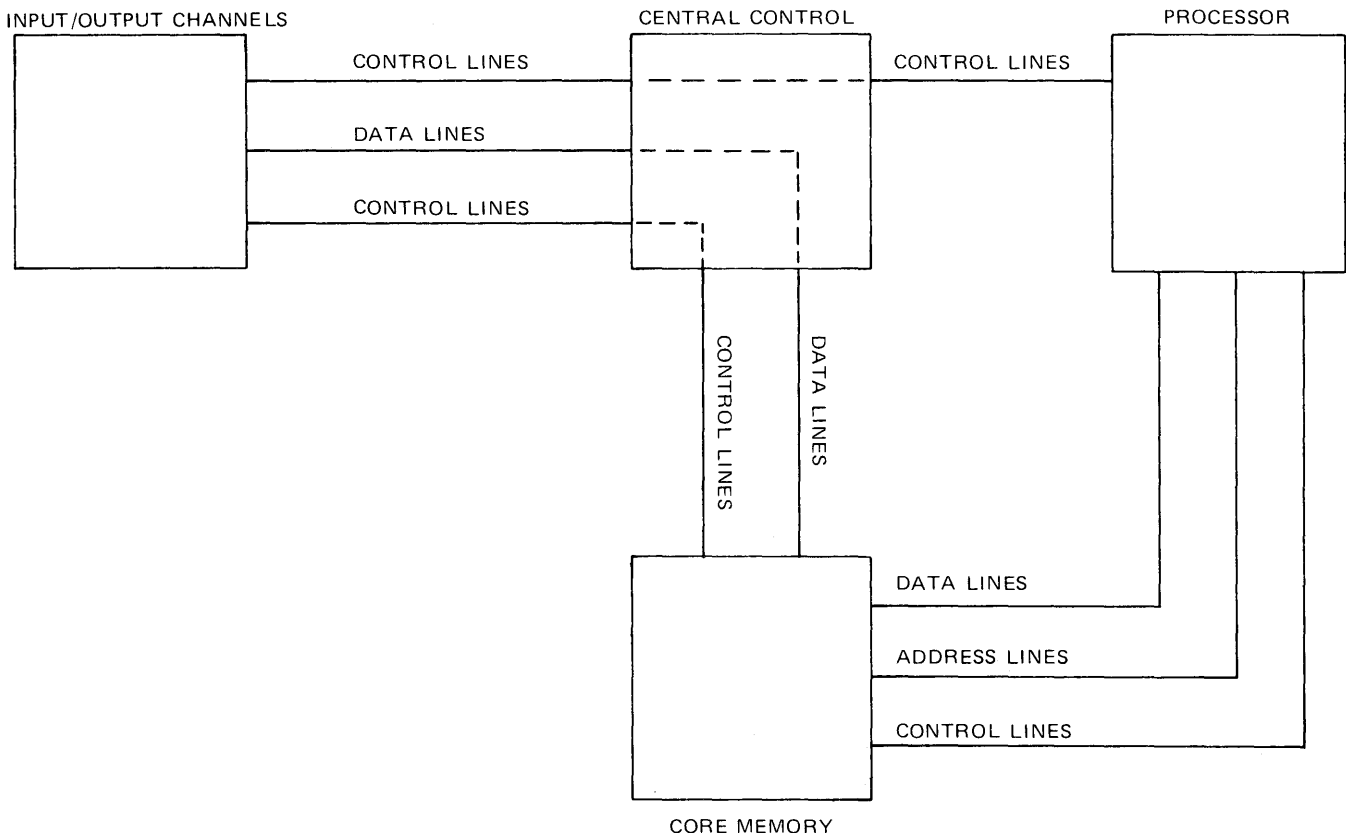 INPUT/OUTPUT CHANNELS
CENTRAL CONTROL
PROCESSOR
CONTROL LINES
CONTROL LINES
DATA LINES
CONTROL LINES
CONTROL LINES
DATA LINES
DATA LINES
ADDRESS LINES
CONTROL LINES
CORE MEMORY